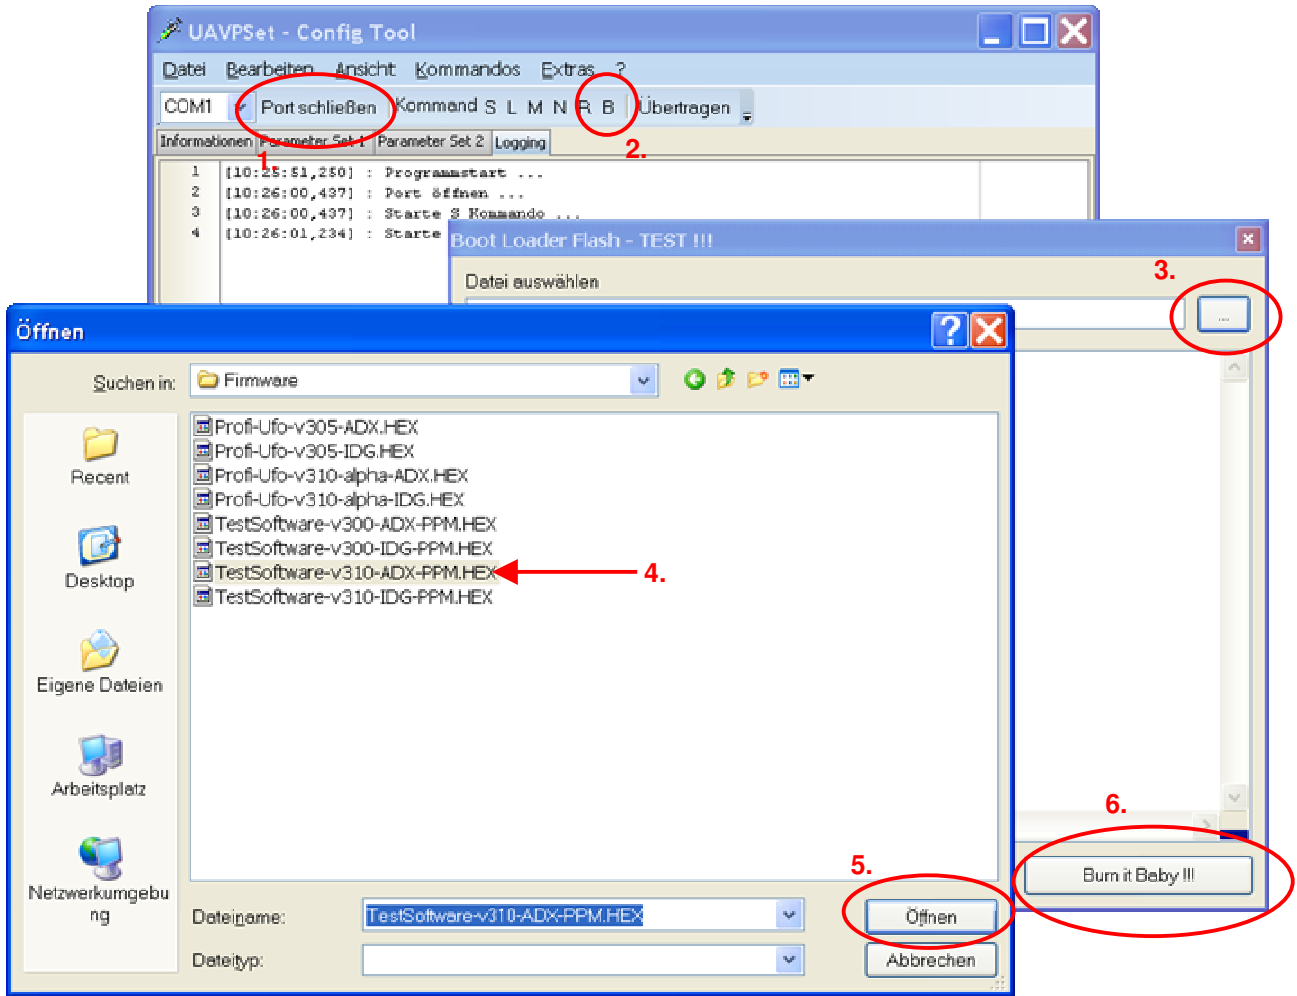 UAVPSet - Config Tool
Datei Bearbeiten Ansicht Kommandos Extras ?
COM1 Port schließen Kommand S L M N R B Übertragen
1.
2.
Informationen Parameter Set 1 Parameter Set 2 Logging
1 [10:25:51,250] : Programmstart ...
2 [10:26:00,437] : Port öffnen ...
3 [10:26:00,437] : Starte S Kommando ...
4 [10:26:01,234] : Starte
Boot Loader Flash - TEST !!!
Datei auswählen
3.
...
Öffnen
Suchen in: Firmware
Recent
Desktop
Eigene Dateien
Arbeitsplatz
Netzwerkumgebu
ng
Profi-Ufo-v305-ADX.HEX
Profi-Ufo-v305-IDG.HEX
Profi-Ufo-v310-alpha-ADX.HEX
Profi-Ufo-v310-alpha-IDG.HEX
TestSoftware-v300-ADX-PPM.HEX
TestSoftware-v300-IDG-PPM.HEX
TestSoftware-v310-ADX-PPM.HEX
4.
TestSoftware-v310-IDG-PPM.HEX
5.
6.
Dateiname: TestSoftware-v310-ADX-PPM.HEX Öffnen
Dateityp: Abbrechen
Burn it Baby !!!